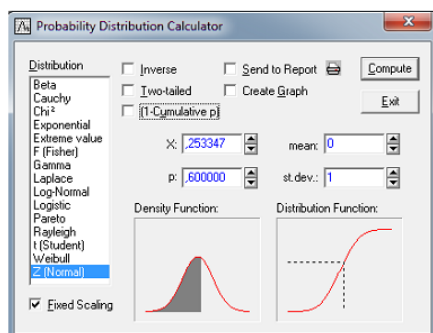 Probability Distribution Calculator
Distribution
Beta
Cauchy
Chi²
Exponential
Extreme value
F (Fisher)
Gamma
Laplace
Log-Normal
Logistic
Pareto
Rayleigh
t (Student)
Weibull
Z (Normal)
Fixed Scaling
Inverse
Two-tailed
(1-Cumulative p)
Send to Report
Create Graph
Compute
Exit
X: ,253347
mean: 0
p: ,600000
st.dev.: 1
Density Function:
Distribution Function: